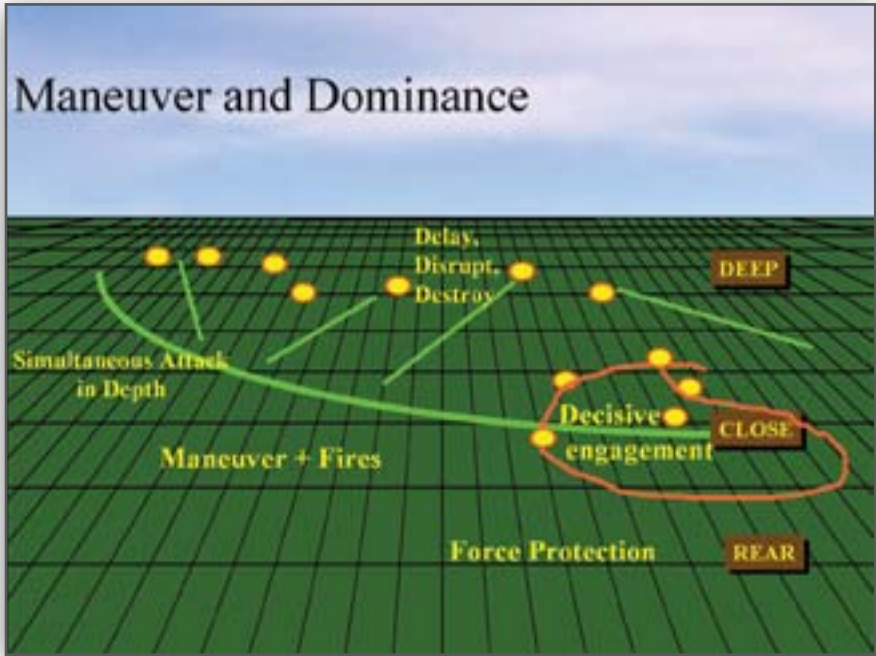 Maneuver and Dominance
Delay,
Disrupt,
Destroy
DEEP
Simultaneous Attack
in Depth
Decisive
engagement
CLOSE
Maneuver + Fires
Force Protection
REAR